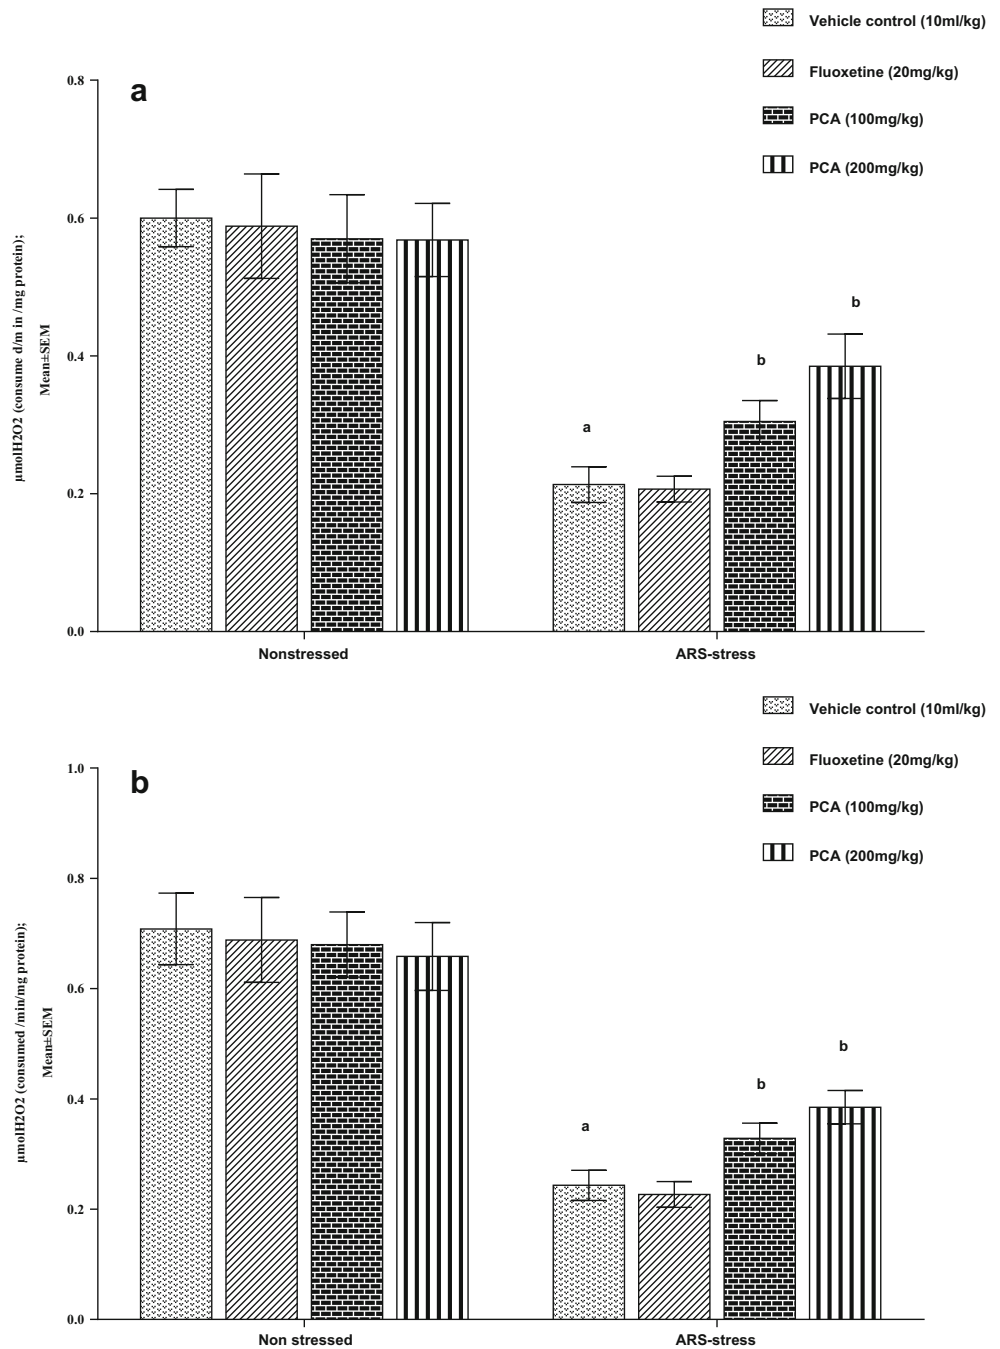 Vehicle control (10ml/kg)
Fluoxetine (20mg/kg)
PCA (100mg/kg)
PCA (200mg/kg)
a
µmolH2O2 (consume d/m in /mg protein);
Mean±SEM
0.8
0.6
0.4
0.2
0.0
a
b
b
Nonstressed
ARS-stress
Vehicle control (10ml/kg)
Fluoxetine (20mg/kg)
PCA (100mg/kg)
PCA (200mg/kg)
b
µmolH2O2 (consumed /min/mg protein);
Mean±SEM
1.0
0.8
0.6
0.4
0.2
0.0
a
b
b
Non stressed
ARS-stress